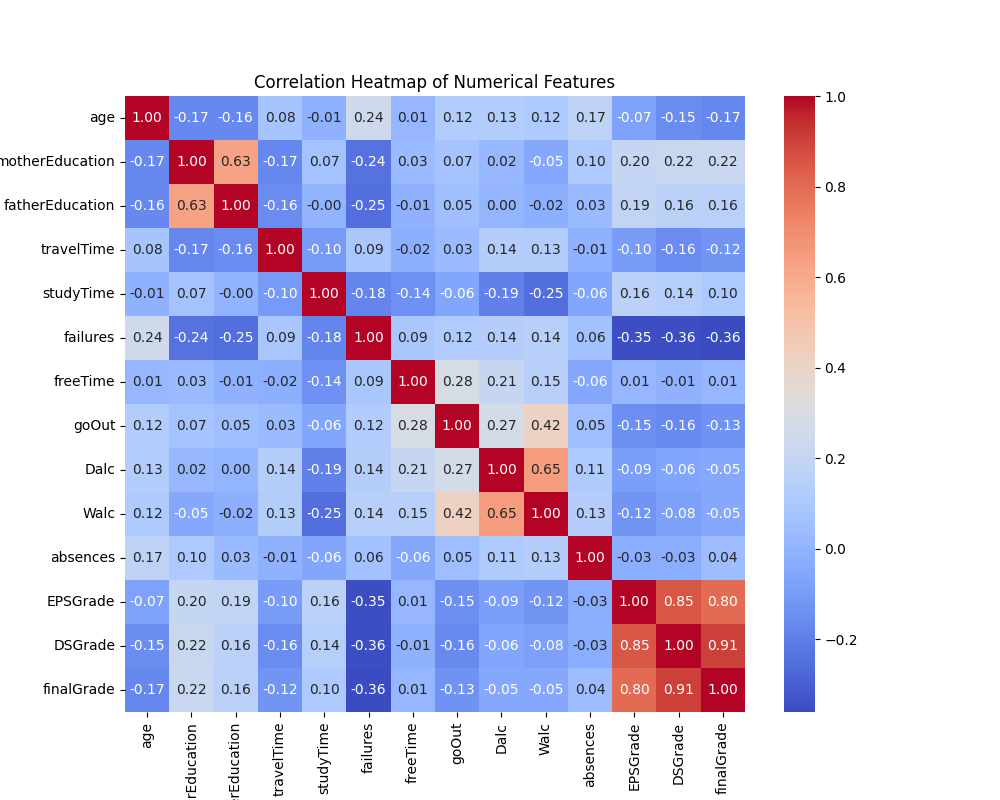 Correlation Heatmap of Numerical Features
age 1.00 -0.17 -0.16 0.08 -0.01 0.24 0.01 0.12 0.13 0.12 0.17 -0.07 -0.15 -0.17
motherEducation -0.17 1.00 0.63 -0.17 0.07 -0.24 0.03 0.07 0.02 -0.05 0.10 0.20 0.22 0.22
fatherEducation -0.16 0.63 1.00 -0.16 -0.00 -0.25 -0.01 0.05 0.00 -0.02 0.03 0.19 0.16 0.16
travelTime 0.08 -0.17 -0.16 1.00 -0.10 0.09 -0.02 0.03 0.14 0.13 -0.01 -0.10 -0.16 -0.12
studyTime -0.01 0.07 -0.00 -0.10 1.00 -0.18 -0.14 -0.06 -0.19 -0.25 -0.06 0.16 0.14 0.10
failures 0.24 -0.24 -0.25 0.09 -0.18 1.00 0.09 0.12 0.14 0.14 0.06 -0.35 -0.36 -0.36
freeTime 0.01 0.03 -0.01 -0.02 -0.14 0.09 1.00 0.28 0.21 0.15 -0.06 0.01 -0.01 0.01
goOut 0.12 0.07 0.05 0.03 -0.06 0.12 0.28 1.00 0.27 0.42 0.05 -0.15 -0.16 -0.13
Dalc 0.13 0.02 0.00 0.14 -0.19 0.14 0.21 0.27 1.00 0.65 0.11 -0.09 -0.06 -0.05
Walc 0.12 -0.05 -0.02 0.13 -0.25 0.14 0.15 0.42 0.65 1.00 0.13 -0.12 -0.08 -0.05
absences 0.17 0.10 0.03 -0.01 -0.06 0.06 -0.06 0.05 0.11 0.13 1.00 -0.03 -0.03 0.04
EPSGrade -0.07 0.20 0.19 -0.10 0.16 -0.35 0.01 -0.15 -0.09 -0.12 -0.03 1.00 0.85 0.80
DSGrade -0.15 0.22 0.16 -0.16 0.14 -0.36 -0.01 -0.16 -0.06 -0.08 -0.03 0.85 1.00 0.91
finalGrade -0.17 0.22 0.16 -0.12 0.10 -0.36 0.01 -0.13 -0.05 -0.05 0.04 0.80 0.91 1.00
age rEducation erEducation travelTime studyTime failures freeTime goOut Dalc Walc absences EPSGrade DSGrade finalGrade
1.0
0.8
0.6
0.4
0.2
0.0
−0.2